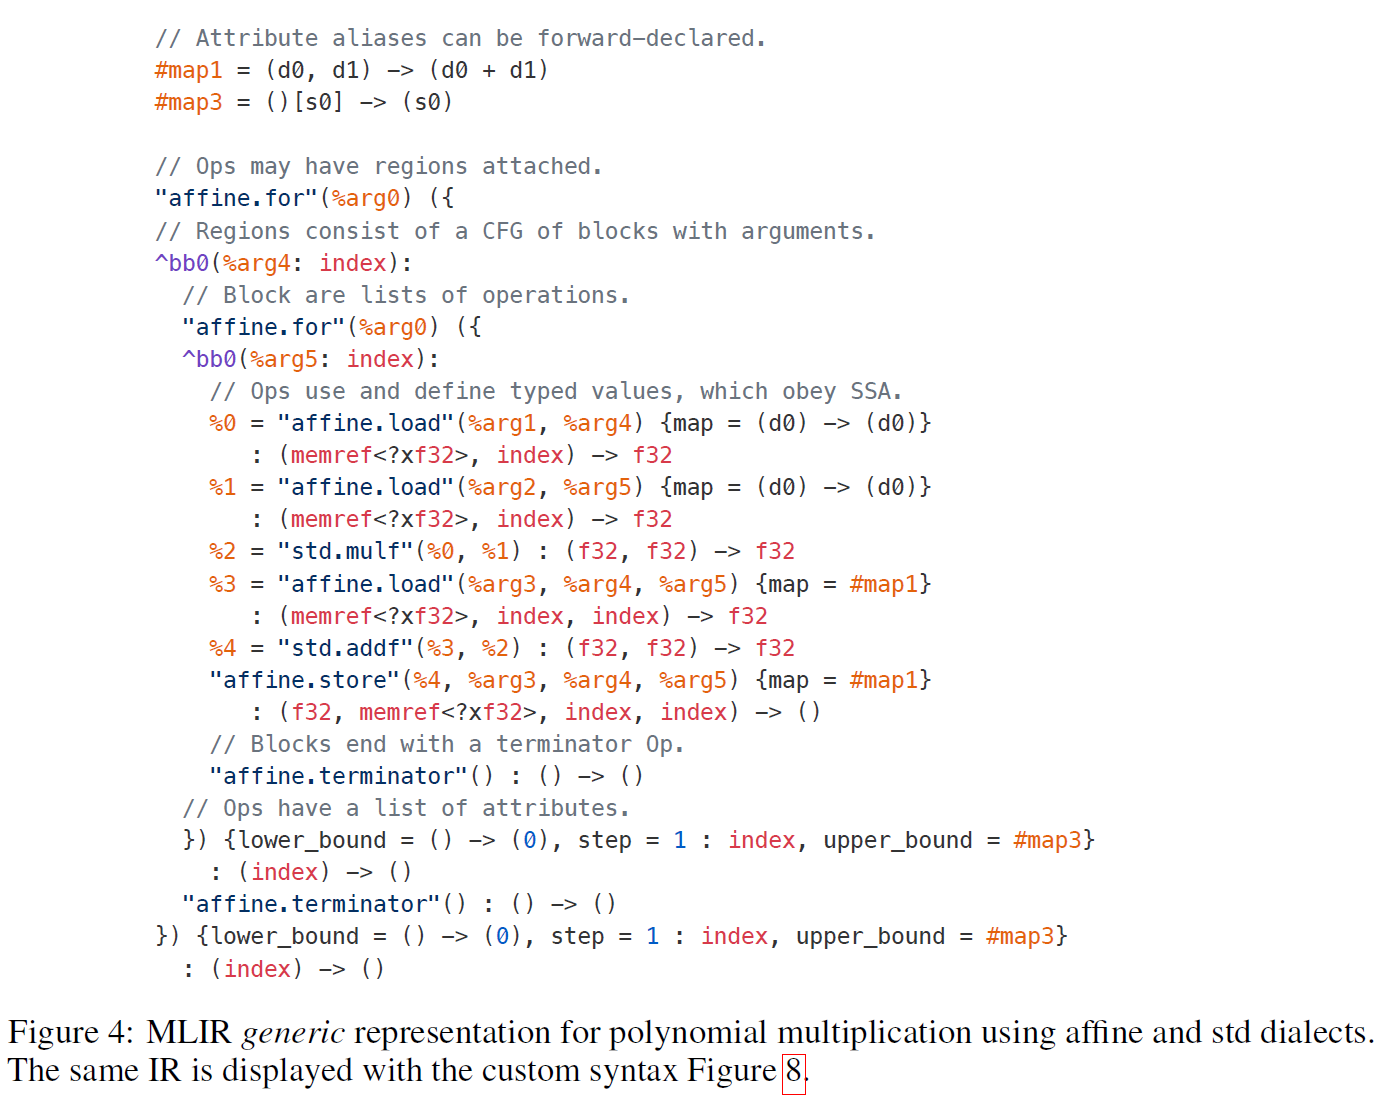 // Attribute aliases can be forward-declared.
#map1 = (d0, d1) -> (d0 + d1)
#map3 = ()[s0] -> (s0)

// Ops may have regions attached.
"affine.for"(%arg0) ({
// Regions consist of a CFG of blocks with arguments.
^bb0(%arg4: index):
  // Block are lists of operations.
  "affine.for"(%arg0) ({
  ^bb0(%arg5: index):
    // Ops use and define typed values, which obey SSA.
    %0 = "affine.load"(%arg1, %arg4) {map = (d0) -> (d0)}
       : (memref<?xf32>, index) -> f32
    %1 = "affine.load"(%arg2, %arg5) {map = (d0) -> (d0)}
       : (memref<?xf32>, index) -> f32
    %2 = "std.mulf"(%0, %1) : (f32, f32) -> f32
    %3 = "affine.load"(%arg3, %arg4, %arg5) {map = #map1}
       : (memref<?xf32>, index, index) -> f32
    %4 = "std.addf"(%3, %2) : (f32, f32) -> f32
    "affine.store"(%4, %arg3, %arg4, %arg5) {map = #map1}
       : (f32, memref<?xf32>, index, index) -> ()
    // Blocks end with a terminator Op.
    "affine.terminator"() : () -> ()
  // Ops have a list of attributes.
  }) {lower_bound = () -> (0), step = 1 : index, upper_bound = #map3}
    : (index) -> ()
  "affine.terminator"() : () -> ()
}) {lower_bound = () -> (0), step = 1 : index, upper_bound = #map3}
  : (index) -> ()
Figure 4: MLIR generic representation for polynomial multiplication using affine and std dialects.
The same IR is displayed with the custom syntax Figure 8.